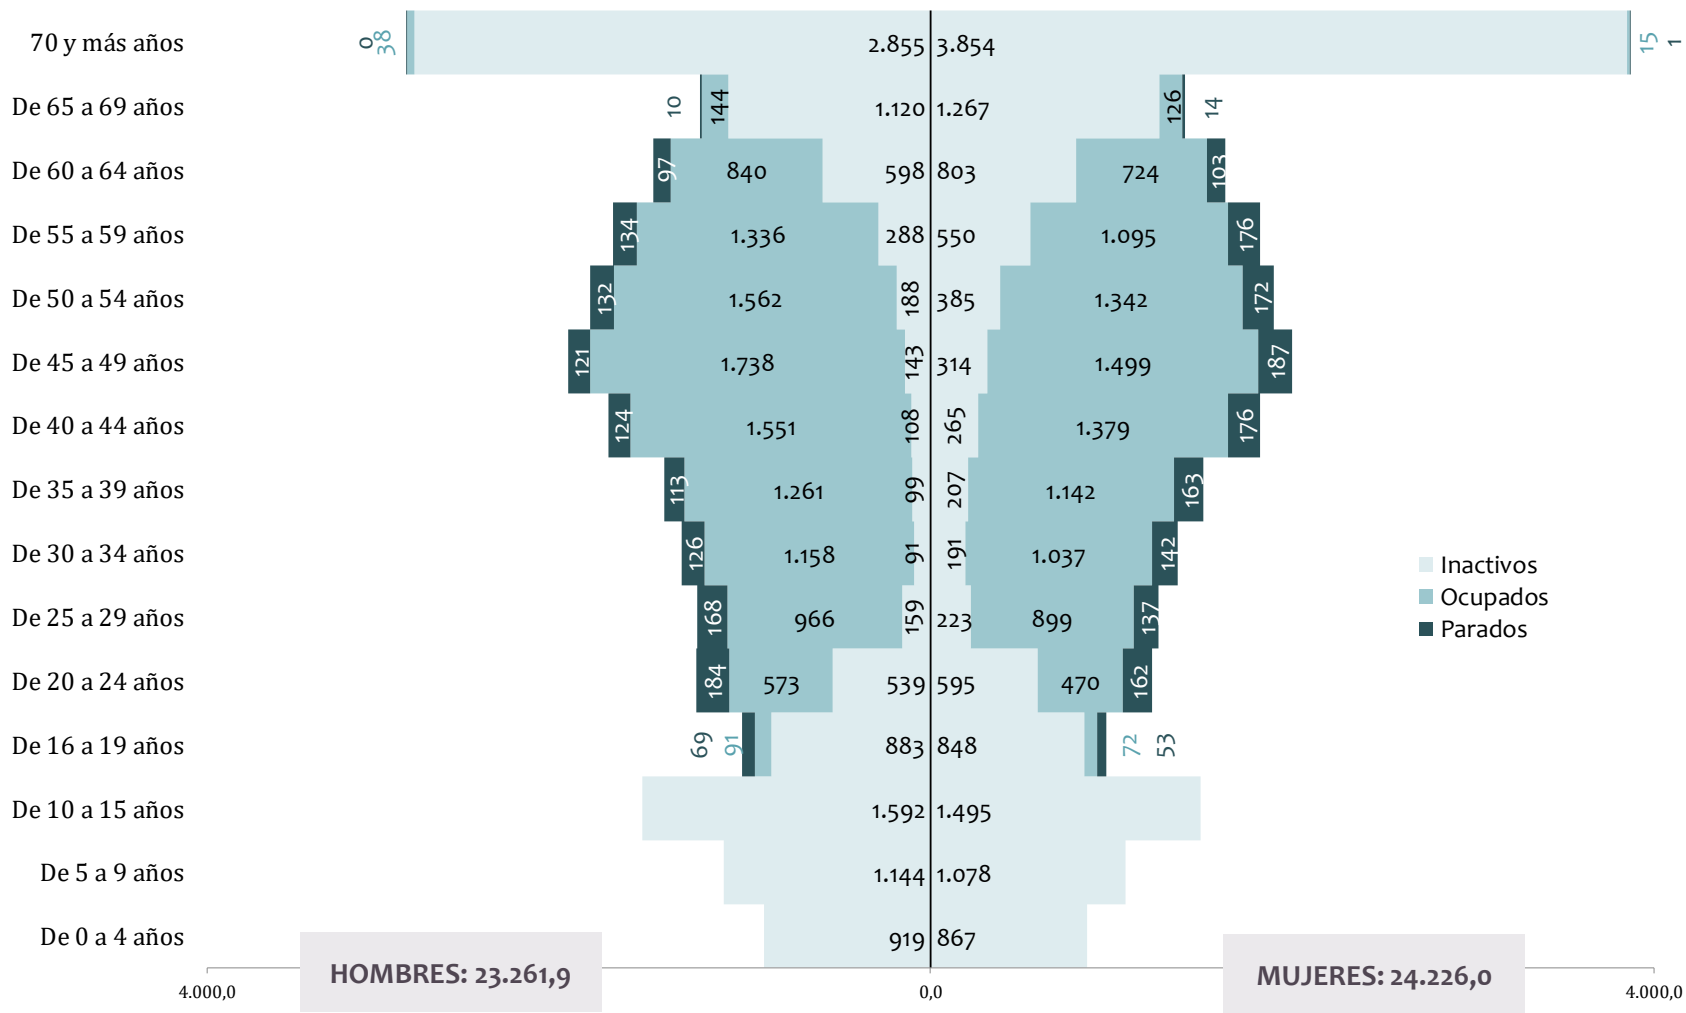 70 y más años 0 38 2.855 3.854 15 1
De 65 a 69 años 10 144 1.120 1.267 126 14
De 60 a 64 años 97 840 598 803 724 103
De 55 a 59 años 134 1.336 288 550 1.095 176
De 50 a 54 años 132 1.562 188 385 1.342 172
De 45 a 49 años 121 1.738 143 314 1.499 187
De 40 a 44 años 124 1.551 108 265 1.379 176
De 35 a 39 años 113 1.261 99 207 1.142 163
De 30 a 34 años 126 1.158 91 191 1.037 142
De 25 a 29 años 168 966 159 223 899 137
De 20 a 24 años 184 573 539 595 470 162
De 16 a 19 años 69 91 883 848 72 53
De 10 a 15 años 1.592 1.495
De 5 a 9 años 1.144 1.078
De 0 a 4 años 919 867
Inactivos
Ocupados
Parados
HOMBRES: 23.261,9
MUJERES: 24.226,0
4.000,0 0,0 4.000,0